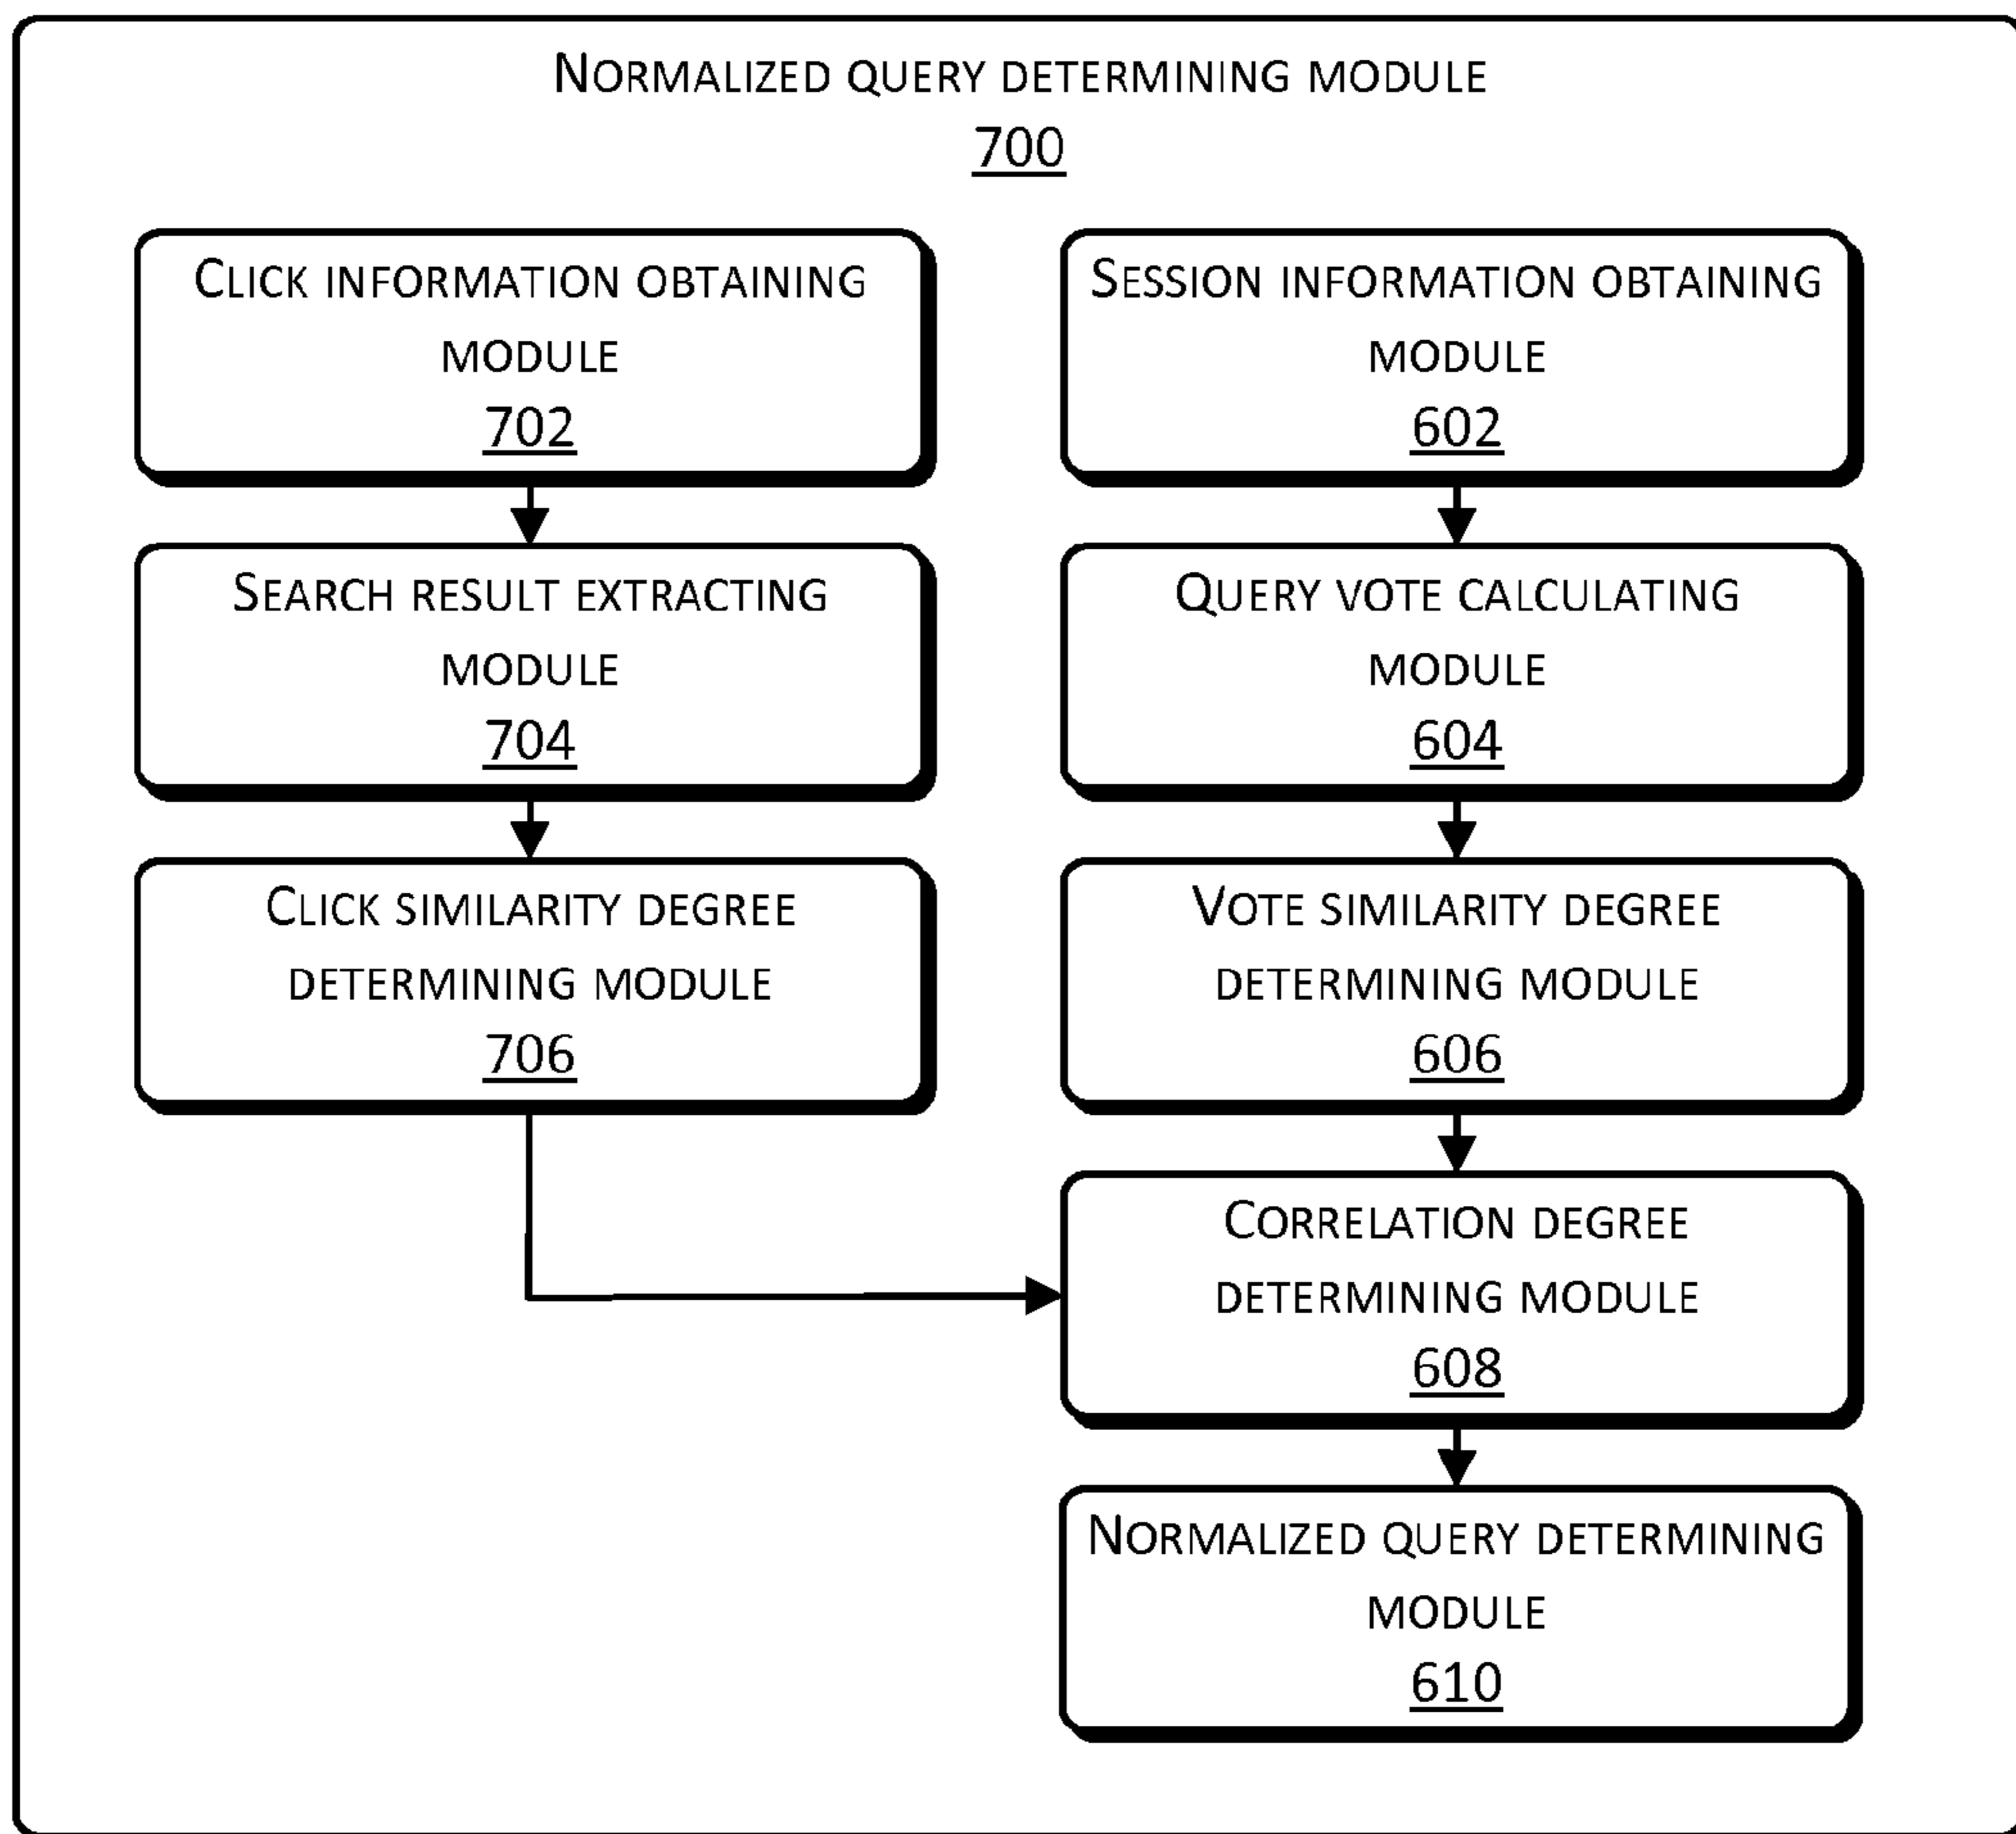 NORMALIZED QUERY DETERMINING MODULE
700
CLICK INFORMATION OBTAINING
MODULE
702
SEARCH RESULT EXTRACTING
MODULE
704
CLICK SIMILARITY DEGREE
DETERMINING MODULE
706
SESSION INFORMATION OBTAINING
MODULE
602
QUERY VOTE CALCULATING
MODULE
604
VOTE SIMILARITY DEGREE
DETERMINING MODULE
606
CORRELATION DEGREE
DETERMINING MODULE
608
NORMALIZED QUERY DETERMINING
MODULE
610